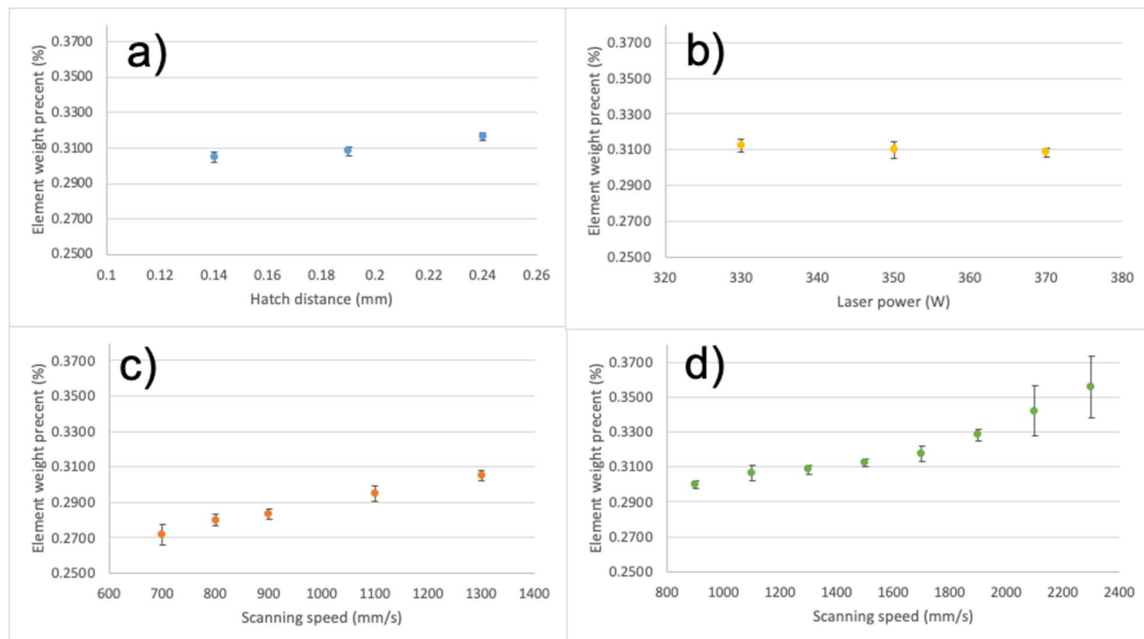 a)
Element weight precent (%)
0.3700
0.3500
0.3300
0.3100
0.2900
0.2700
0.2500
0.1 0.12 0.14 0.16 0.18 0.2 0.22 0.24 0.26
Hatch distance (mm)
b)
Element weight precent (%)
0.3700
0.3500
0.3300
0.3100
0.2900
0.2700
0.2500
320 330 340 350 360 370 380
Laser power (W)
c)
Element weight precent (%)
0.3700
0.3500
0.3300
0.3100
0.2900
0.2700
0.2500
600 700 800 900 1000 1100 1200 1300 1400
Scanning speed (mm/s)
d)
Element weight precent (%)
0.3700
0.3500
0.3300
0.3100
0.2900
0.2700
0.2500
800 1000 1200 1400 1600 1800 2000 2200 2400
Scanning speed (mm/s)